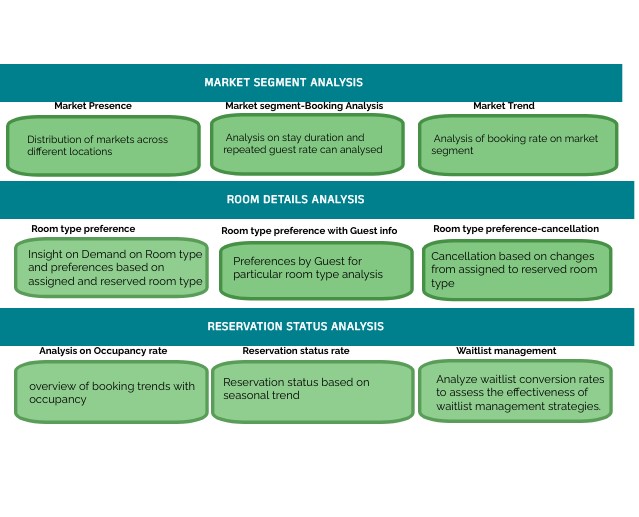 MARKET SEGMENT ANALYSIS
Market Presence
Market segment-Booking Analysis
Market Trend
Distribution of markets across
different locations
Analysis on stay duration and
repeated guest rate can analysed
Analysis of booking rate on market
segment
ROOM DETAILS ANALYSIS
Room type preference
Room type preference with Guest info
Room type preference-cancellation
Insight on Demand on Room type
and preferences based on
assigned and reserved room type
Preferences by Guest for
particular room type analysis
Cancellation based on changes
from assigned to reserved room
type
RESERVATION STATUS ANALYSIS
Analysis on Occupancy rate
Reservation status rate
Waitlist management
overview of booking trends with
occupancy
Reservation status based on
seasonal trend
Analyze waitlist conversion rates
to assess the effectiveness of
waitlist management strategies.